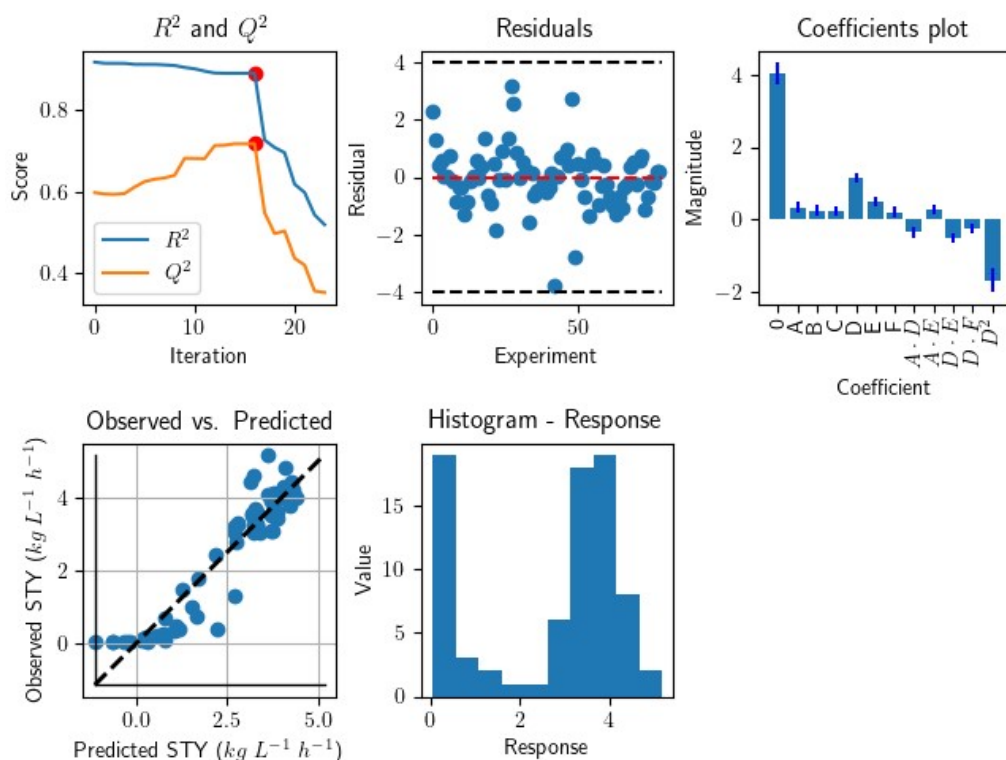 R² and Q²
Score
0.8
0.6
0.4
R²
Q²
0
10
20
Iteration
Residuals
Residual
4
2
0
−2
−4
0
50
Experiment
Coefficients plot
Magnitude
4
2
0
−2
0
A
B
C
D
E
F
A · D
A · E
D · E
D · F
D²
Coefficient
Observed vs. Predicted
Observed STY (kg L⁻¹ h⁻¹)
4
2
0
0.0
2.5
5.0
Predicted STY (kg L⁻¹ h⁻¹)
Histogram - Response
Value
15
10
5
0
0
2
4
Response